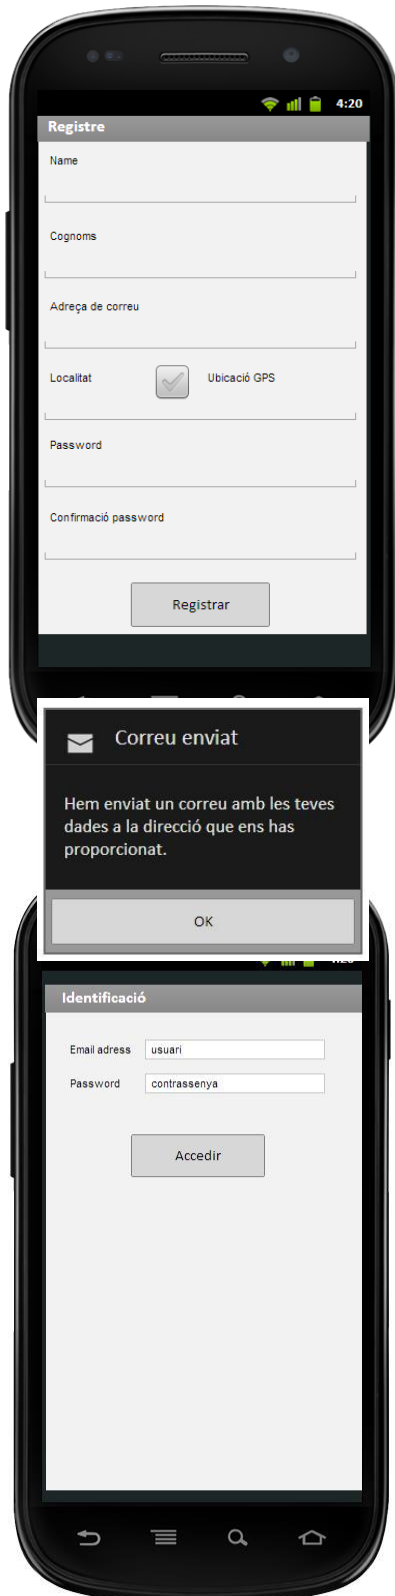 4:20
Registre
Name
Cognoms
Adreça de correu
Localitat Ubicació GPS
Password
Confirmació password
Registrar
Correu enviat
Hem enviat un correu amb les teves
dades a la direcció que ens has
proporcionat.
OK
Identificació
Email adress usuari
Password contrassenya
Accedir